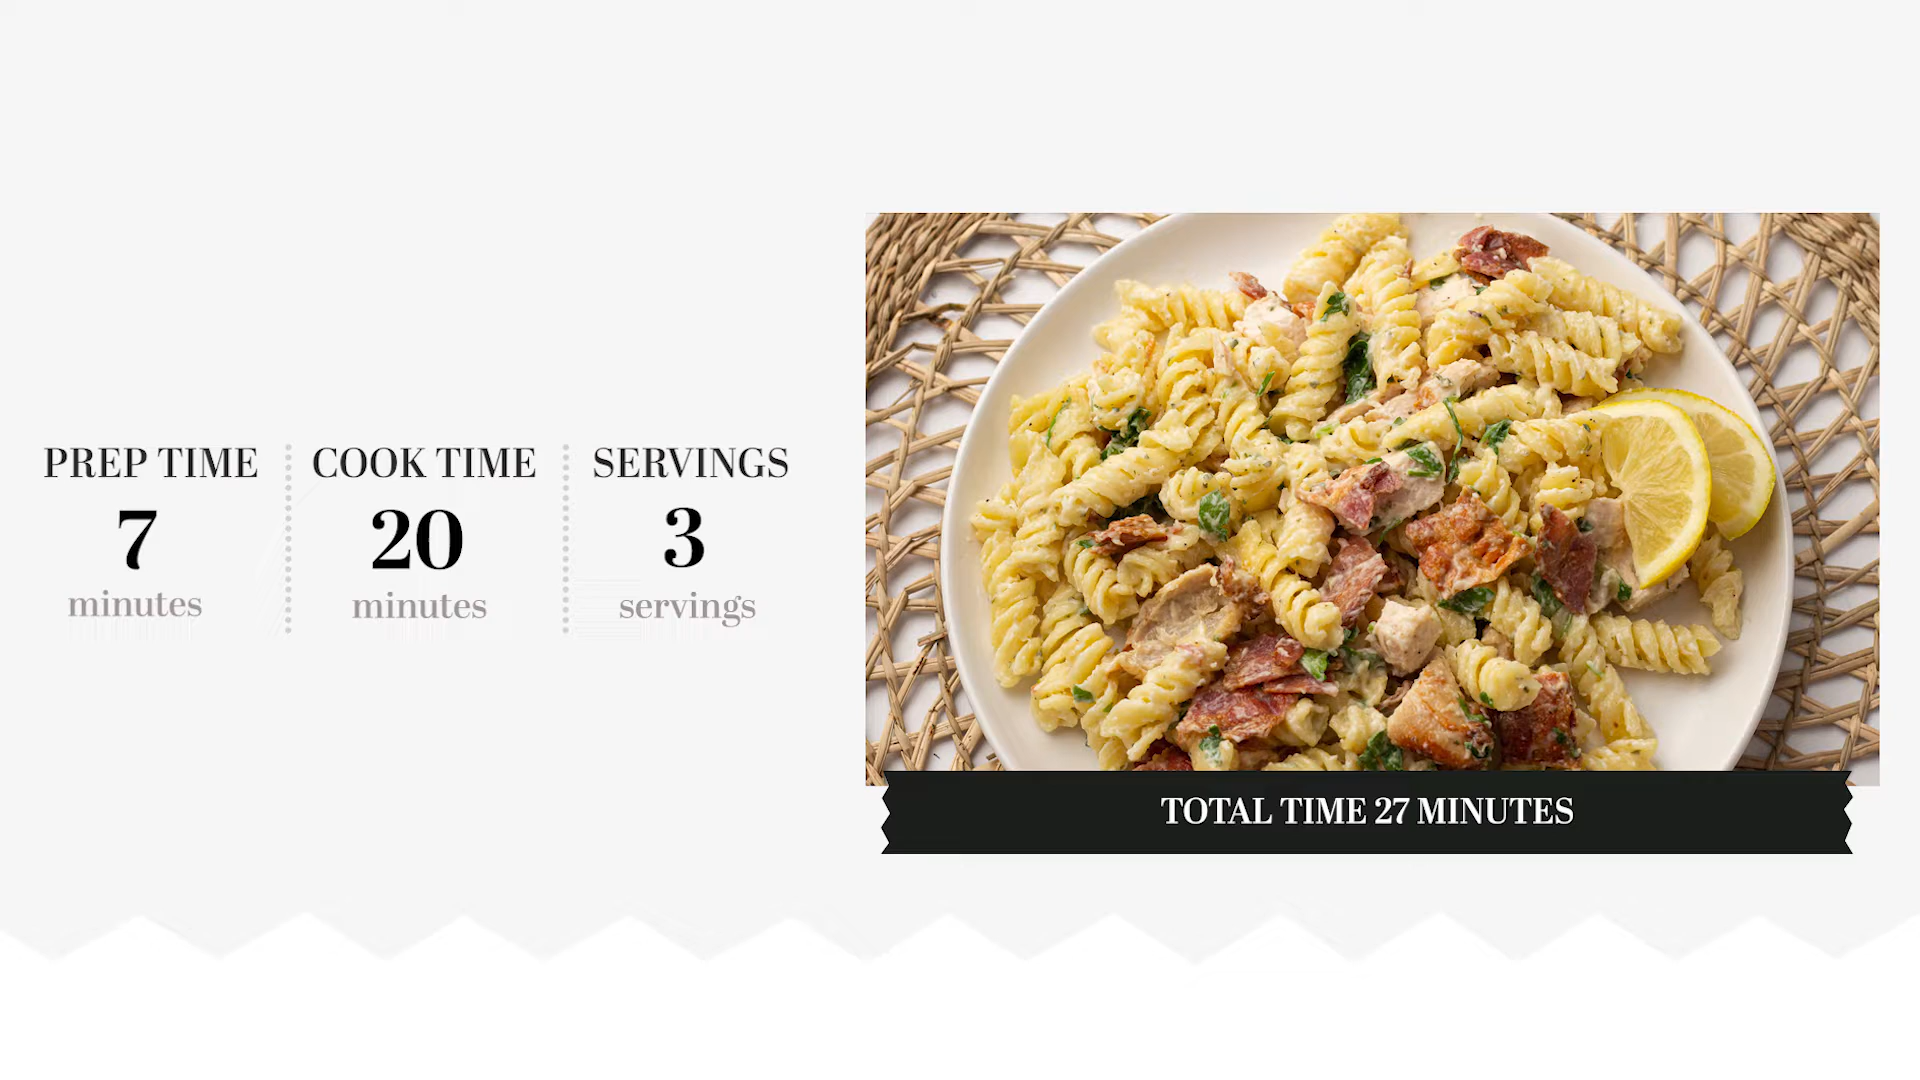 PREP TIME
7
minutes
COOK TIME
20
minutes
SERVINGS
3
servings
TOTAL TIME 27 MINUTES